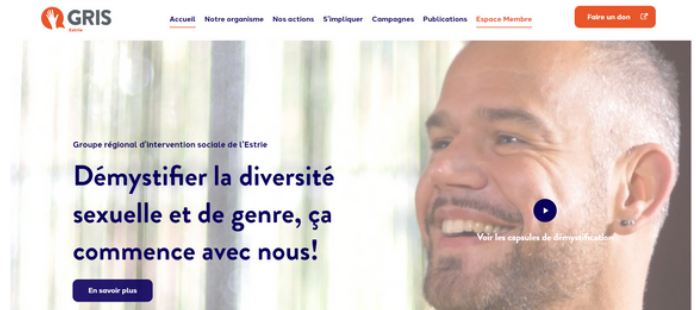 GRIS
Estrie
Accueil Notre organisme Nos actions S'impliquer Campagnes Publications Espace Membre
Faire un don
Groupe régional d'intervention sociale de l'Estrie
Démystifier la diversité
sexuelle et de genre, ça
commence avec nous!
Voir les capsules de démystification
En savoir plus